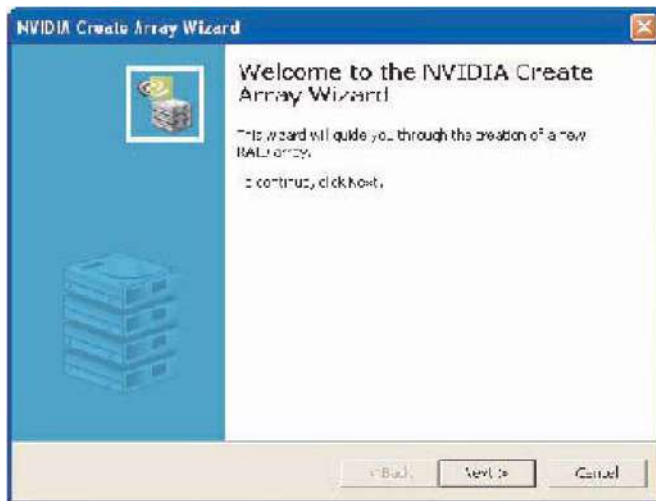 NVIDIA Create Array Wizard
Welcome to the NVIDIA Create
Array Wizard
This wizard will guide you through the creation of a new
RAID array.
To continue, click Next.
< Back
Next >
Cancel